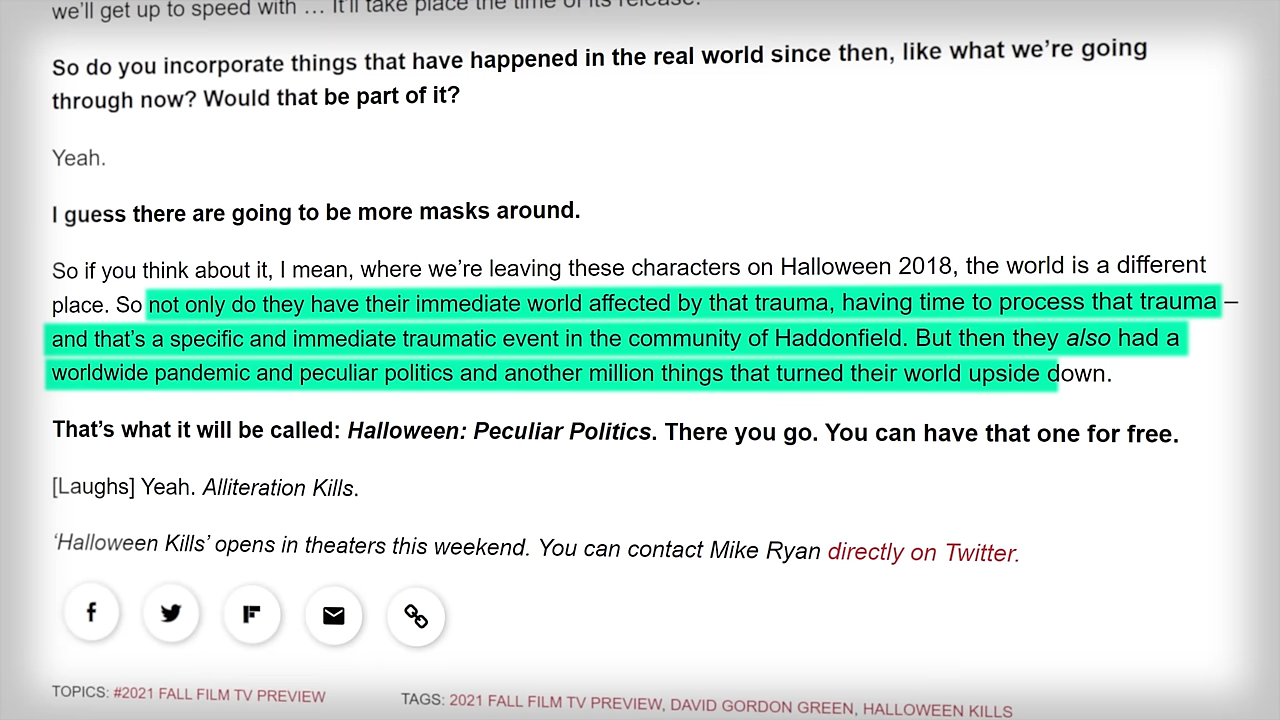 we’ll get up to speed with … It’ll take place the time of its release.
So do you incorporate things that have happened in the real world since then, like what we’re going
through now? Would that be part of it?
Yeah.
I guess there are going to be more masks around.
So if you think about it, I mean, where we’re leaving these characters on Halloween 2018, the world is a different
place. So not only do they have their immediate world affected by that trauma, having time to process that trauma –
and that’s a specific and immediate traumatic event in the community of Haddonfield. But then they also had a
worldwide pandemic and peculiar politics and another million things that turned their world upside down.
That’s what it will be called: Halloween: Peculiar Politics. There you go. You can have that one for free.
[Laughs] Yeah. Alliteration Kills.
‘Halloween Kills’ opens in theaters this weekend. You can contact Mike Ryan directly on Twitter.
TOPICS: #2021 FALL FILM TV PREVIEW
TAGS: 2021 FALL FILM TV PREVIEW, DAVID GORDON GREEN, HALLOWEEN KILLS